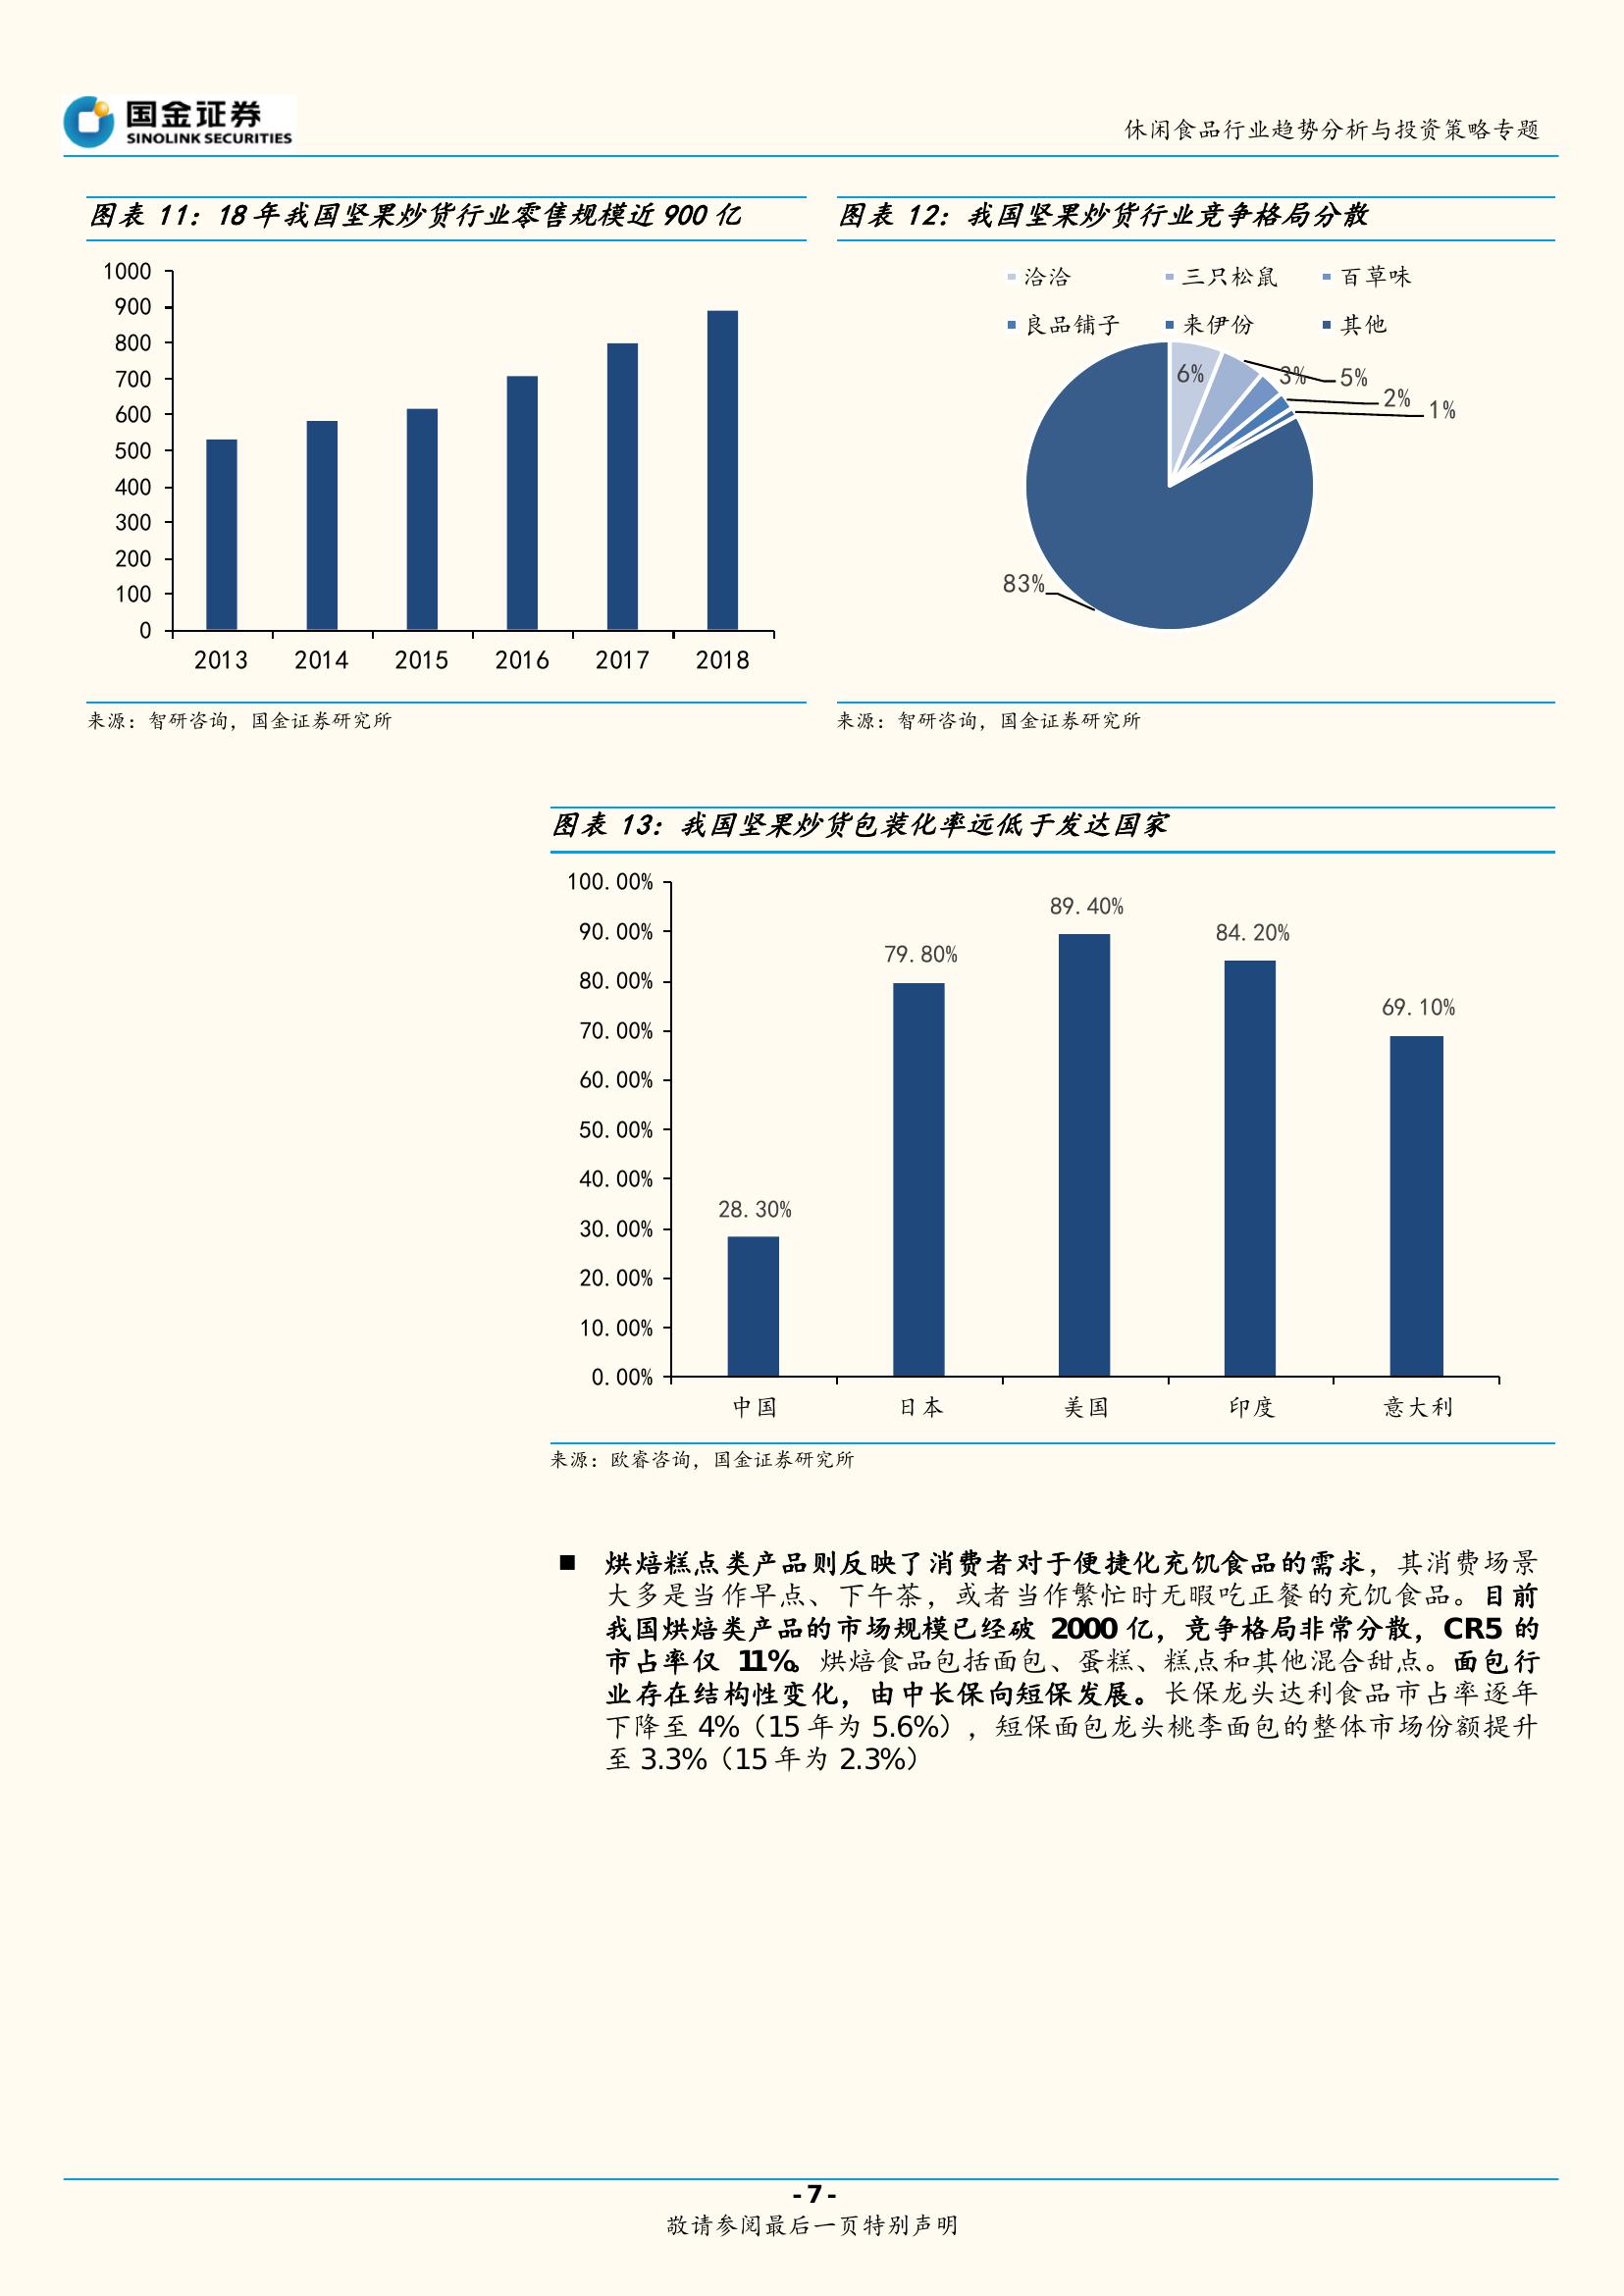 国金证券
SINOLINK SECURITIES
休闲食品行业趋势分析与投资策略专题
图表 11：18 年我国坚果炒货行业零售规模近 900 亿
1000
900
800
700
600
500
400
300
200
100
0
2013 2014 2015 2016 2017 2018
来源：智研咨询，国金证券研究所
图表 12：我国坚果炒货行业竞争格局分散
洽洽 三只松鼠 百草味
良品铺子 来伊份 其他
6% 3% 5%
2%
1%
83%
来源：智研咨询，国金证券研究所
图表 13：我国坚果炒货包装化率远低于发达国家
100.00%
90.00%
80.00%
70.00%
60.00%
50.00%
40.00%
30.00%
20.00%
10.00%
0.00%
28.30% 79.80% 89.40% 84.20% 69.10%
中国 日本 美国 印度 意大利
来源：欧睿咨询，国金证券研究所
■ 烘焙糕点类产品则反映了消费者对于便捷化充饥食品的需求，其消费场景
大多是当作早点、下午茶，或者当作繁忙时无暇吃正餐的充饥食品。目前
我国烘焙类产品的市场规模已经破 2000 亿，竞争格局非常分散，CR5 的
市占率仅 11%。烘焙食品包括面包、蛋糕、糕点和其他混合甜点。面包行
业存在结构性变化，由中长保向短保发展。长保龙头达利食品市占率逐年
下降至 4%（15 年为 5.6%），短保面包龙头桃李面包的整体市场份额提升
至 3.3%（15 年为 2.3%）
- 7 -
敬请参阅最后一页特别声明